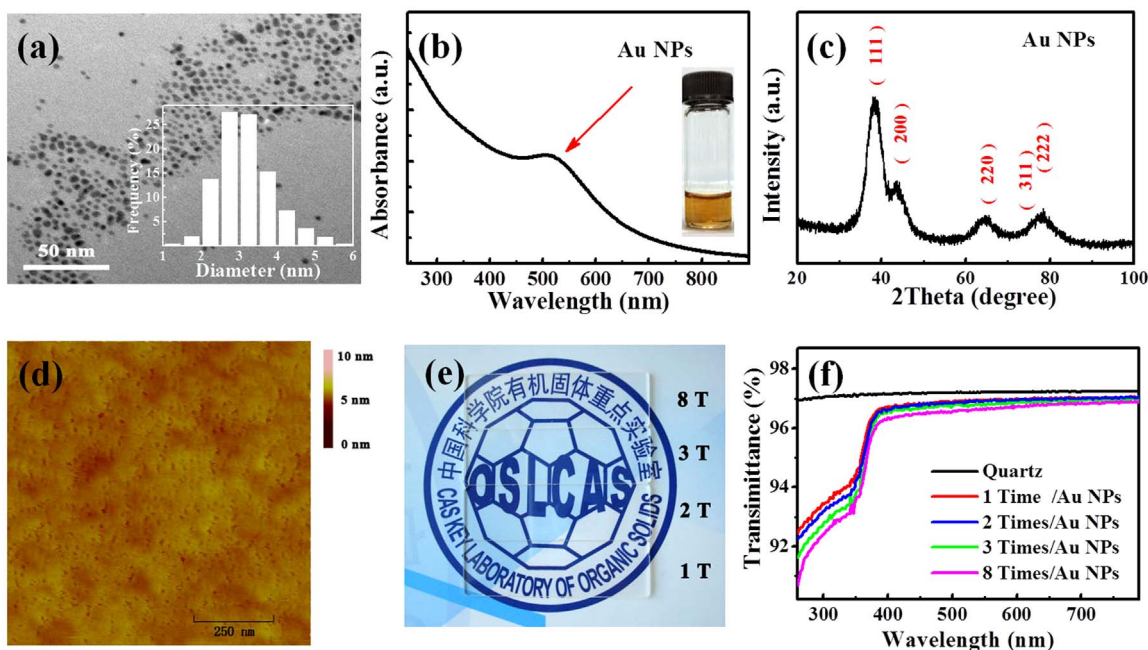 (a)
50 nm
Frequency (%)
25
20
15
10
5
1 2 3 4 5 6
Diameter (nm)
(b)
Au NPs
Absorbance (a.u.)
300 400 500 600 700 800
Wavelength (nm)
(c)
Au NPs
( 111 )
( 200 )
( 220 )
( 311 )
( 222 )
Intensity (a.u.)
20 40 60 80 100
2Theta (degree)
(d)
10 nm
5 nm
0 nm
250 nm
(e)
中国科学院有机固体重点实验室
OSLCAS
CAS KEY LABORATORY OF ORGANIC SOLIDS
8 T
3 T
2 T
1 T
(f)
Transimittance (%)
98
96
94
92
Quartz
1 Time /Au NPs
2 Times/Au NPs
3 Times/Au NPs
8 Times/Au NPs
300 400 500 600 700
Wavelength (nm)